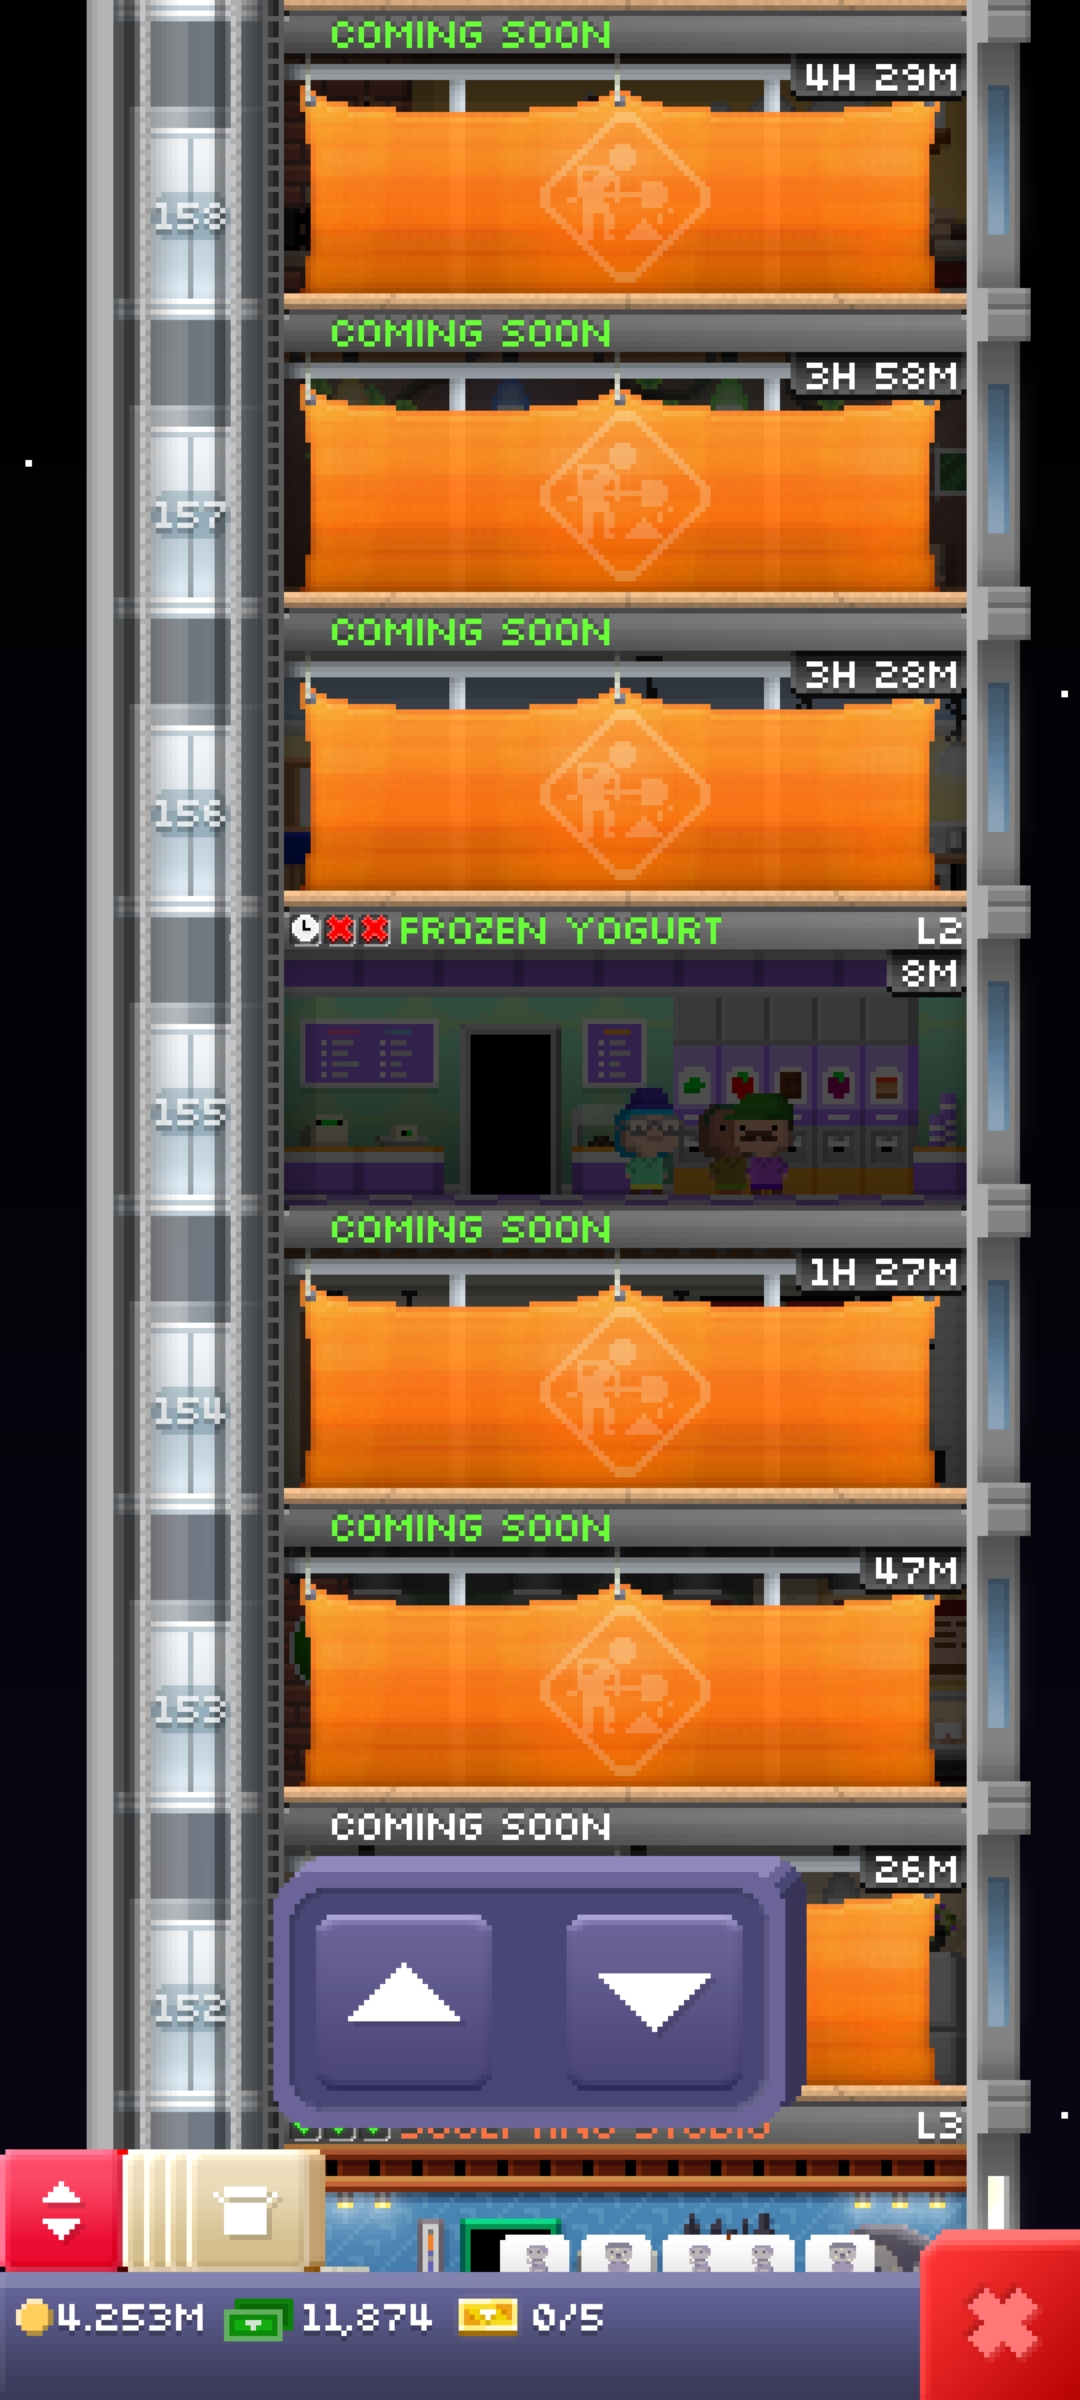 COMING SOON
4H 29M
158
COMING SOON
3H 58M
157
COMING SOON
3H 28M
156
FROZEN YOGURT L2
8M
155
COMING SOON
1H 27M
154
COMING SOON
47M
153
COMING SOON
26M
152
L3
4.253M 11,874 0/5